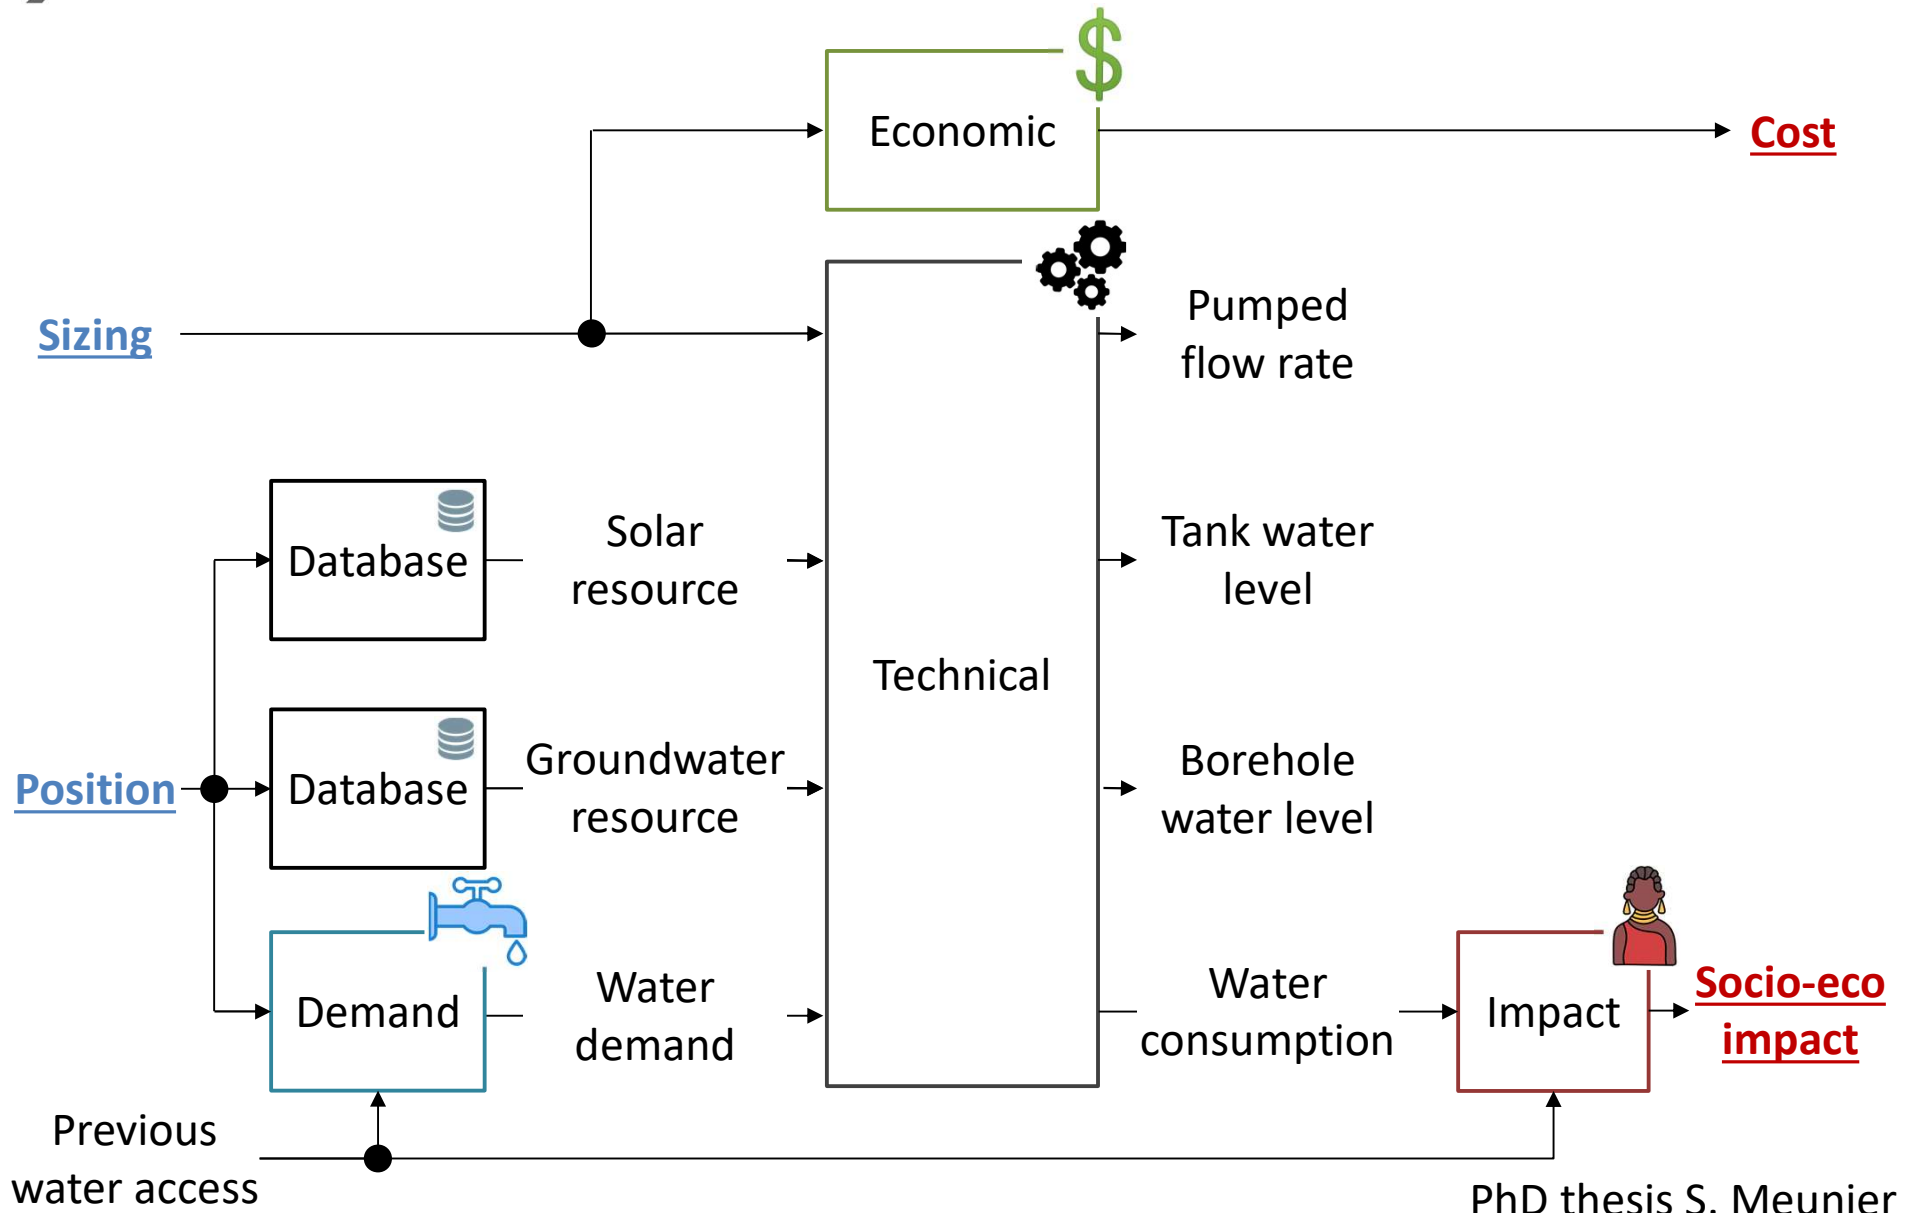 Economic
Cost
Sizing
Pumped
flow rate
Database
Solar
resource
Tank water
level
Technical
Position
Database
Groundwater
resource
Borehole
water level
Demand
Water
demand
Water
consumption
Impact
Socio-eco
impact
Previous
water access
PhD thesis S. Meunier